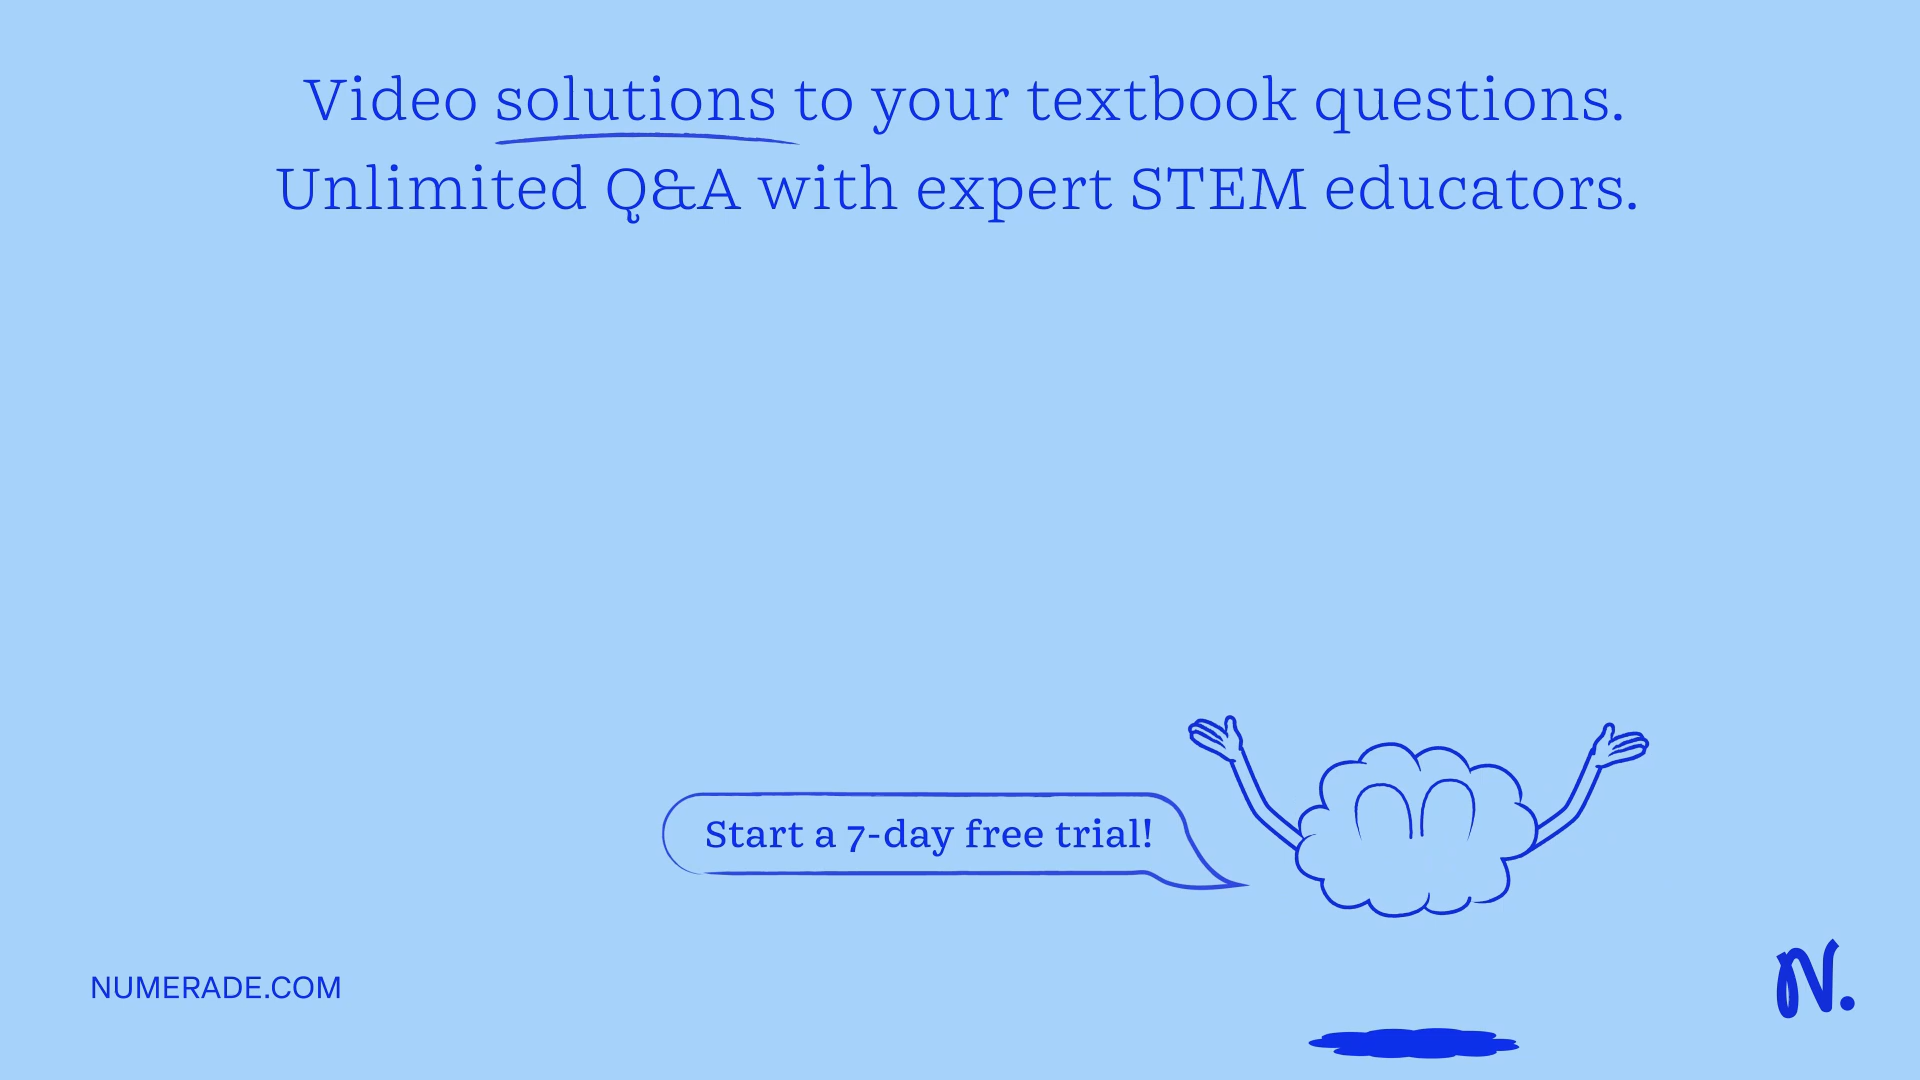 Video solutions to your textbook questions.
Unlimited Q&A with expert STEM educators.
Start a 7-day free trial!
NUMERADE.COM
N.